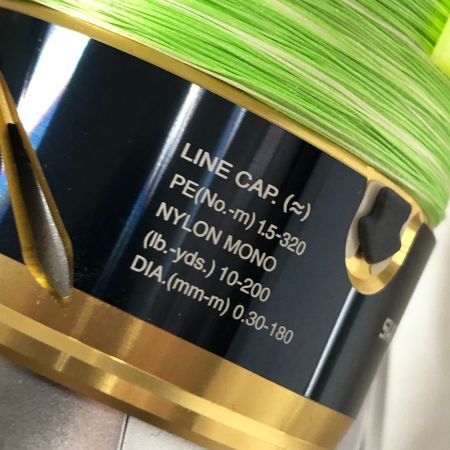 LINE CAP. (≈)
PE(No.-m) 1.5-320
NYLON MONO
(lb.-yds.) 10-200
DIA.(mm-m) 0.30-180